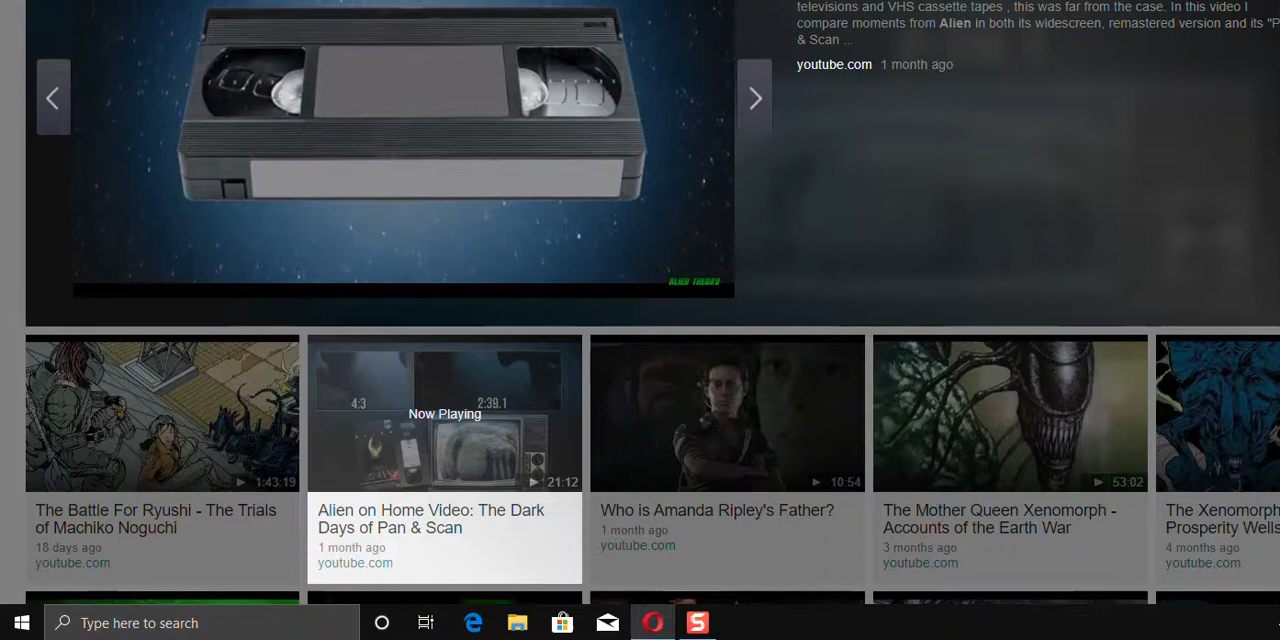 televisions and VHS cassette tapes , this was far from the case. In this video I
compare moments from Alien in both its widescreen, remastered version and its "P
& Scan ...
youtube.com 1 month ago
ALIEN THEORY
4:3
2:39.1
Now Playing
1:43:19
21:12
10:54
53:02
The Battle For Ryushi - The Trials
of Machiko Noguchi
18 days ago
youtube.com
Alien on Home Video: The Dark
Days of Pan & Scan
1 month ago
youtube.com
Who is Amanda Ripley's Father?
1 month ago
youtube.com
The Mother Queen Xenomorph -
Accounts of the Earth War
3 months ago
youtube.com
The Xenomorph
Prosperity Wells
4 months ago
youtube.com
Type here to search